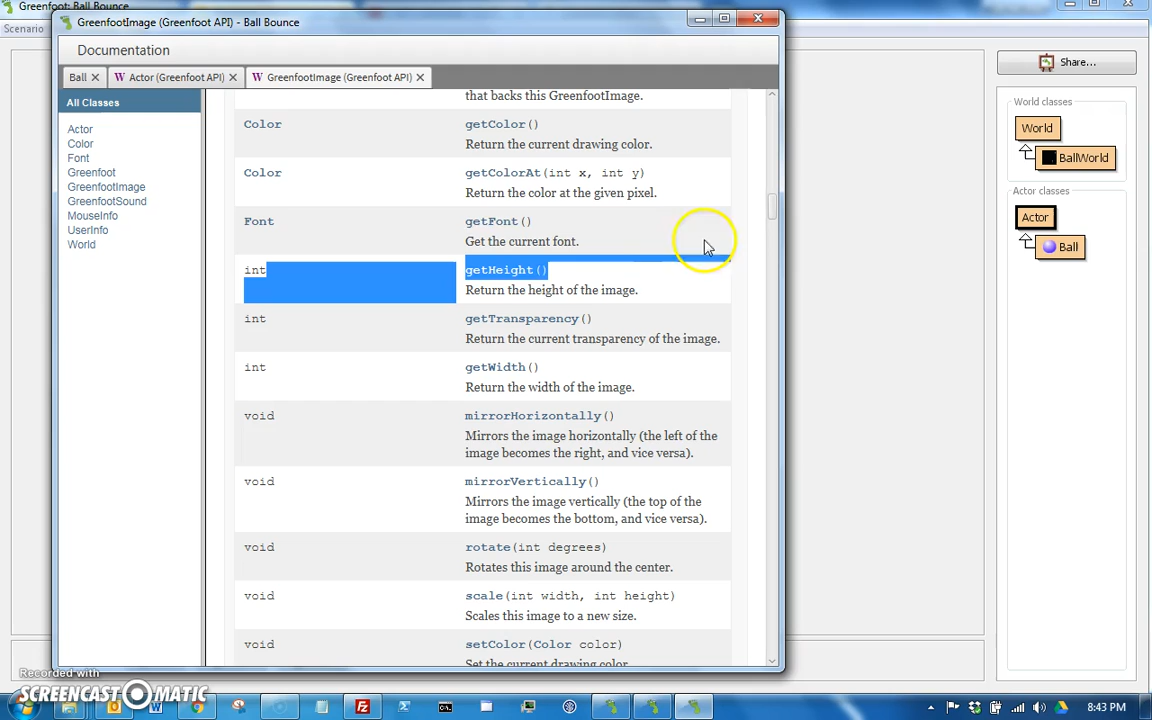 Greenfoot: Ball Bounce
GreenfootImage (Greenfoot API) - Ball Bounce
Scenario
Documentation
Share...
Ball
Actor (Greenfoot API)
GreenfootImage (Greenfoot API)
All Classes
Actor
Color
Font
Greenfoot
GreenfootImage
GreenfootSound
MouseInfo
UserInfo
World
that backs this GreenfootImage.
Color getColor()
Return the current drawing color.
Color getColorAt(int x, int y)
Return the color at the given pixel.
Font getFont()
Get the current font.
int getHeight()
Return the height of the image.
int getTransparency()
Return the current transparency of the image.
int getWidth()
Return the width of the image.
void mirrorHorizontally()
Mirrors the image horizontally (the left of the
image becomes the right, and vice versa).
void mirrorVertically()
Mirrors the image vertically (the top of the
image becomes the bottom, and vice versa).
void rotate(int degrees)
Rotates this image around the center.
void scale(int width, int height)
Scales this image to a new size.
void setColor(Color color)
Set the current drawing color
World classes
World
BallWorld
Actor classes
Actor
Ball
Recorded with
SCREENCAST-O-MATIC
8:43 PM